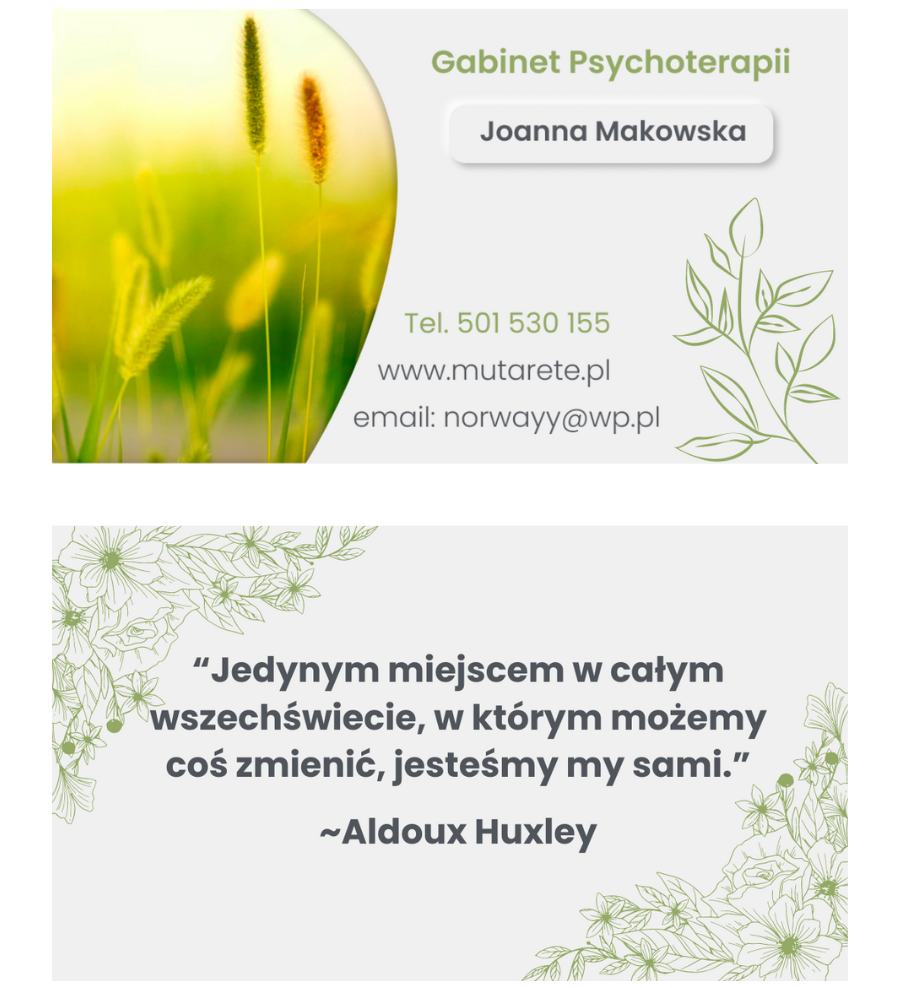 Gabinet Psychoterapii
Joanna Makowska
Tel. 501 530 155
www.mutarete.pl
email: norwayy@wp.pl
“Jedynym miejscem w całym
wszechświecie, w którym możemy
coś zmienić, jesteśmy my sami.”
~Aldoux Huxley